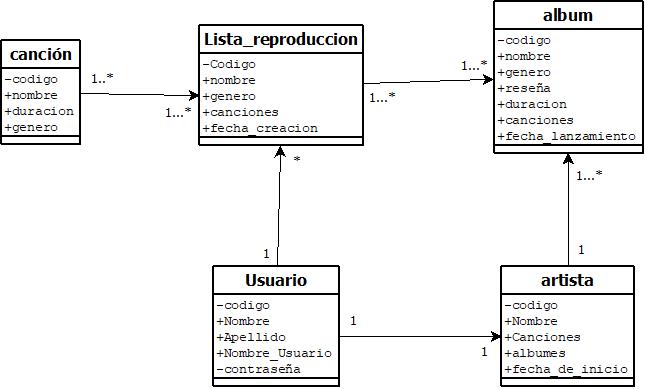 canción
-codigo
+nombre
+duracion
+genero
1..*
1...*
Lista_reproduccion
-Codigo
+nombre
+genero
+canciones
+fecha_creacion
1...*
1...*
album
-codigo
+nombre
+genero
+reseña
+duracion
+canciones
+fecha_lanzamiento
*
1
1...*
1
Usuario
-codigo
+Nombre
+Apellido
+Nombre_Usuario
-contraseña
1
1
artista
-codigo
+Nombre
+Canciones
+albumes
+fecha_de_inicio